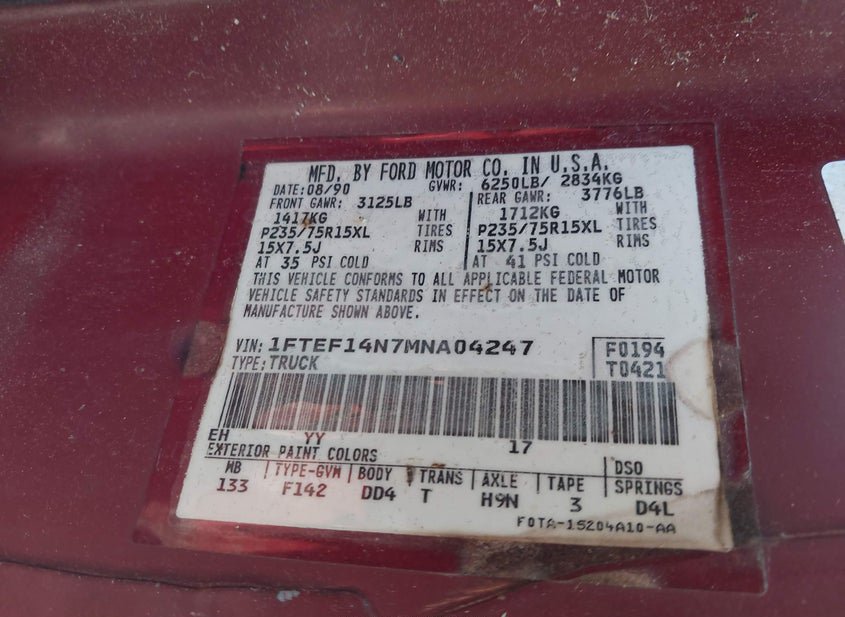 MFD. BY FORD MOTOR CO. IN U.S.A.
DATE: 08/90 GVWR: 6250LB/ 2834KG
FRONT GAWR: 3125LB REAR GAWR: 3776LB
1417KG WITH 1712KG WITH
P235/75R15XL TIRES P235/75R15XL TIRES
15X7.5J RIMS 15X7.5J RIMS
AT 35 PSI COLD AT 41 PSI COLD
THIS VEHICLE CONFORMS TO ALL APPLICABLE FEDERAL MOTOR
VEHICLE SAFETY STANDARDS IN EFFECT ON THE DATE OF
MANUFACTURE SHOWN ABOVE.
VIN: 1FTEF14N7MNA04247 F0194
TYPE: TRUCK T0421
EH YY 17
EXTERIOR PAINT COLORS DSO
WB TYPE-GVW BODY TRANS AXLE TAPE SPRINGS
133 F142 DD4 T H9N 3 D4L
F0TA-15204A10-AA